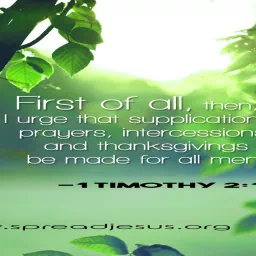 First of all, then,
I urge that supplication
prayers, intercession
and thanksgivings
be made for all men
–1 TIMOTHY 2:1
.spreadjesus.org